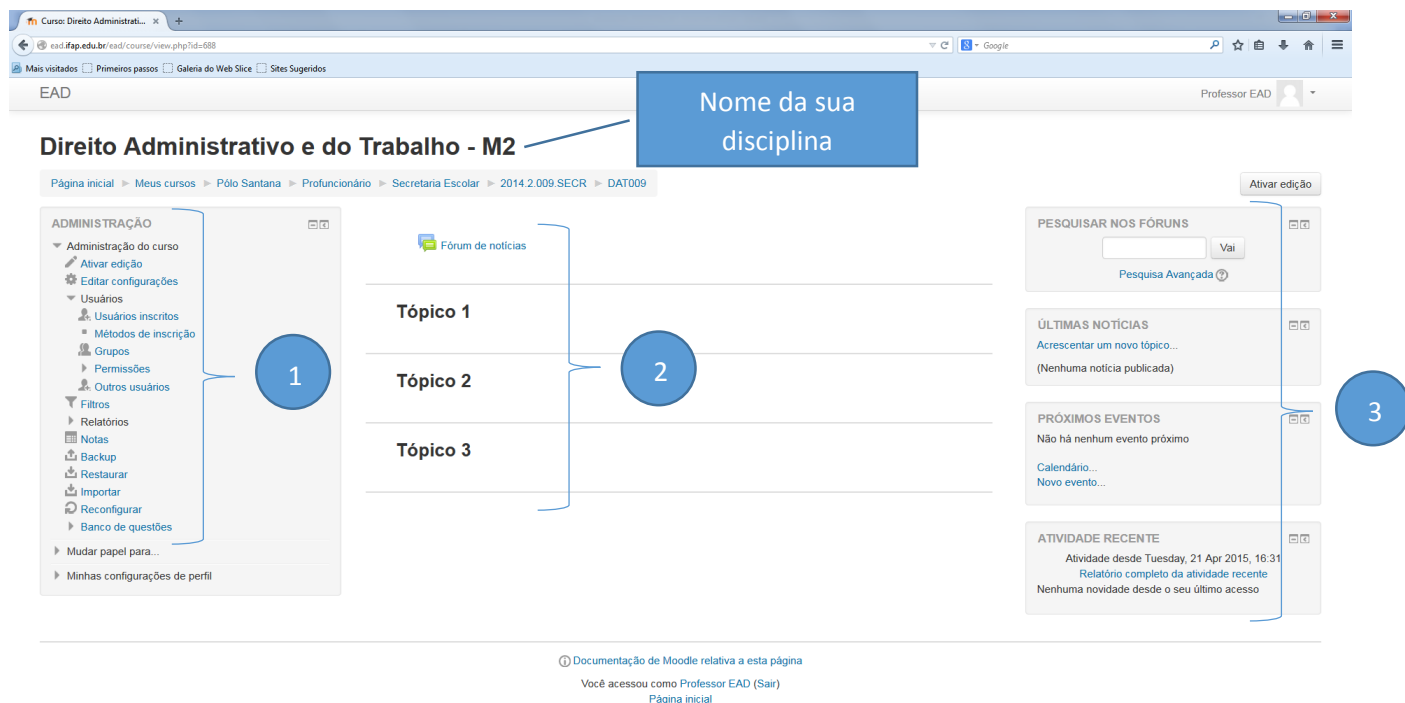 Curso: Direito Administrati...
ead.ifap.edu.br/ead/course/view.php?id=688
Google
Mais visitados
Primeiros passos
Galeria do Web Slice
Sites Sugeridos
EAD
Professor EAD
Nome da sua
disciplina
Direito Administrativo e do Trabalho - M2
Página inicial
Meus cursos
Pólo Santana
Profuncionário
Secretaria Escolar
2014.2.009.SECR
DAT009
Ativar edição
ADMINISTRAÇÃO
Administração do curso
Ativar edição
Editar configurações
Usuários
Usuários inscritos
Métodos de inscrição
Grupos
Permissões
Outros usuários
Filtros
Relatórios
Notas
Backup
Restaurar
Importar
Reconfigurar
Banco de questões
Mudar papel para...
Minhas configurações de perfil
1
Fórum de notícias
Tópico 1
Tópico 2
Tópico 3
2
PESQUISAR NOS FÓRUNS
Vai
Pesquisa Avançada
ÚLTIMAS NOTÍCIAS
Acrescentar um novo tópico...
(Nenhuma notícia publicada)
PRÓXIMOS EVENTOS
Não há nenhum evento próximo
Calendário...
Novo evento...
ATIVIDADE RECENTE
Atividade desde Tuesday, 21 Apr 2015, 16:31
Relatório completo da atividade recente
Nenhuma novidade desde o seu último acesso
3
Documentação de Moodle relativa a esta página
Você acessou como Professor EAD (Sair)
Página inicial